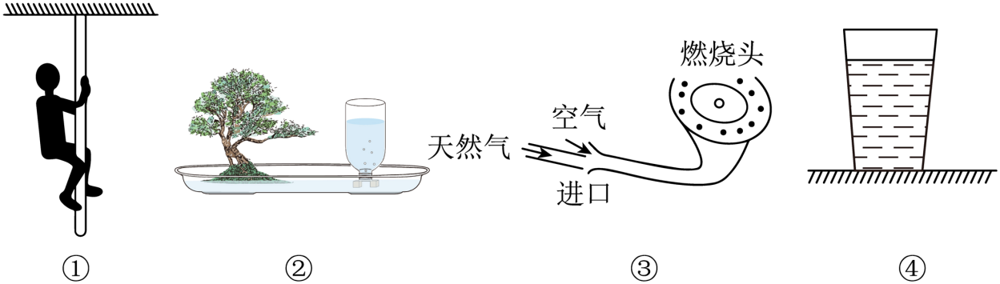 燃烧头
空气
天然气
进口
① ② ③ ④